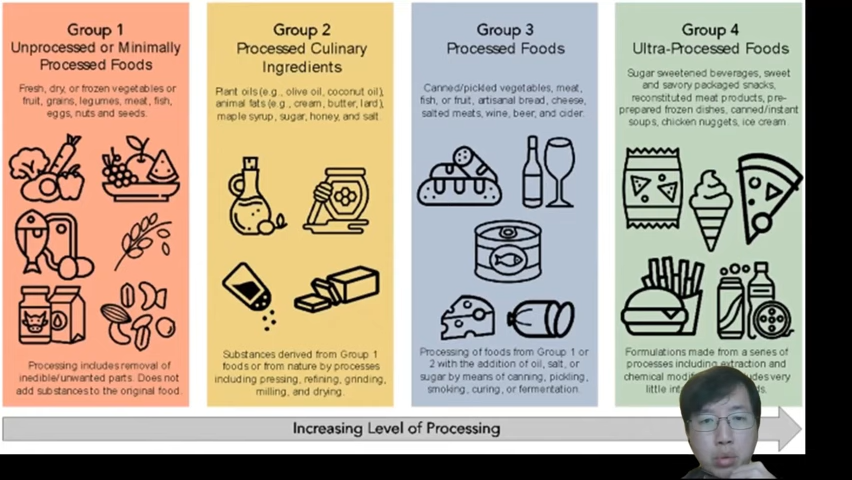 Group 1
Unprocessed or Minimally
Processed Foods
Fresh, dry, or frozen vegetables or
fruit, grains, legumes, meat, fish,
eggs, nuts and seeds.
Processing includes removal of
inedible/unwanted parts. Does not
add substances to the original food.
Group 2
Processed Culinary
Ingredients
Plant oils (e.g., olive oil, coconut oil),
animal fats (e.g., cream, butter, lard),
maple syrup, sugar, honey, and salt.
Substances derived from Group 1
foods or from nature by processes
including pressing, refining, grinding,
milling, and drying.
Group 3
Processed Foods
Canned/pickled vegetables, meat,
fish, or fruit, artisanal bread, cheese,
salted meats, wine, beer, and cider.
Processing of foods from Group 1 or
2 with the addition of oil, salt, or
sugar by means of canning, pickling,
smoking, curing, or fermentation.
Group 4
Ultra-Processed Foods
Sugar sweetened beverages, sweet
and savory packaged snacks,
reconstituted meat products, pre-
prepared frozen dishes, canned/instant
soups, chicken nuggets, ice cream
Formulations made from a series of
processes including extraction and
chemical very
little
Increasing Level of Processing